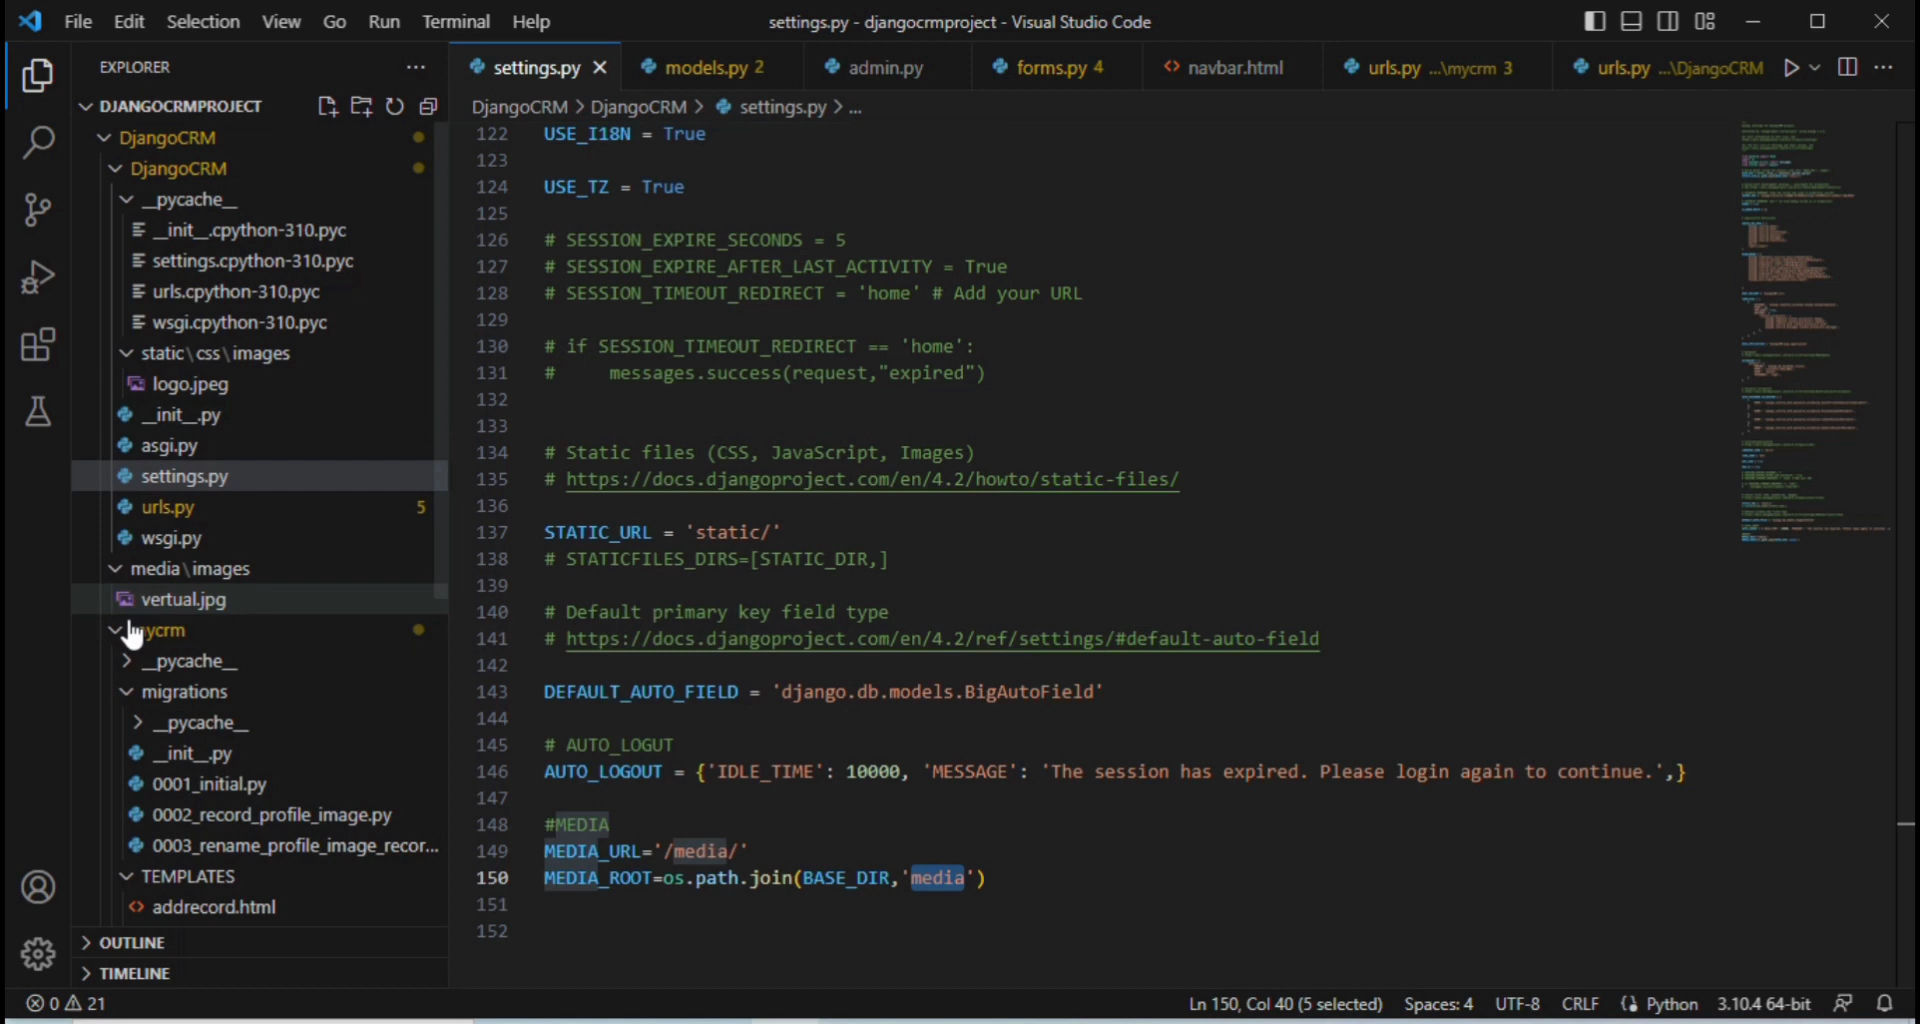 File Edit Selection View Go Run Terminal Help settings.py - djangocrmproject - Visual Studio Code
EXPLORER
settings.py models.py 2 admin.py forms.py 4 navbar.html urls.py ...\mycrm 3 urls.py ...\DjangoCRM
DJANGOCRMPROJECT
DjangoCRM > DjangoCRM > settings.py > ...
DjangoCRM
DjangoCRM
__pycache__
__init__.cpython-310.pyc
settings.cpython-310.pyc
urls.cpython-310.pyc
wsgi.cpython-310.pyc
static\css\images
logo.jpeg
__init__.py
asgi.py
settings.py
urls.py 5
wsgi.py
media\images
vertual.jpg
ycrm
__pycache__
migrations
__pycache__
__init__.py
0001_initial.py
0002_record_profile_image.py
0003_rename_profile_image_recor...
TEMPLATES
addrecord.html
OUTLINE
TIMELINE
122 USE_I18N = True
123
124 USE_TZ = True
125
126 # SESSION_EXPIRE_SECONDS = 5
127 # SESSION_EXPIRE_AFTER_LAST_ACTIVITY = True
128 # SESSION_TIMEOUT_REDIRECT = 'home' # Add your URL
129
130 # if SESSION_TIMEOUT_REDIRECT == 'home':
131 #     messages.success(request,"expired")
132
133
134 # Static files (CSS, JavaScript, Images)
135 # https://docs.djangoproject.com/en/4.2/howto/static-files/
136
137 STATIC_URL = 'static/'
138 # STATICFILES_DIRS=[STATIC_DIR,]
139
140 # Default primary key field type
141 # https://docs.djangoproject.com/en/4.2/ref/settings/#default-auto-field
142
143 DEFAULT_AUTO_FIELD = 'django.db.models.BigAutoField'
144
145 # AUTO_LOGUT
146 AUTO_LOGOUT = {'IDLE_TIME': 10000, 'MESSAGE': 'The session has expired. Please login again to continue.',}
147
148 #MEDIA
149 MEDIA_URL='/media/'
150 MEDIA_ROOT=os.path.join(BASE_DIR,'media')
151
152
0 21 Ln 150, Col 40 (5 selected) Spaces: 4 UTF-8 CRLF Python 3.10.4 64-bit